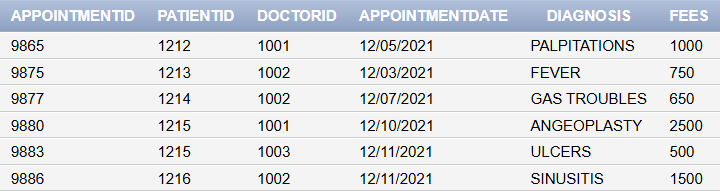 APPOINTMENTID PATIENTID DOCTORID APPOINTMENTDATE DIAGNOSIS FEES
9865 1212 1001 12/05/2021 PALPITATIONS 1000
9875 1213 1002 12/03/2021 FEVER 750
9877 1214 1002 12/07/2021 GAS TROUBLES 650
9880 1215 1001 12/10/2021 ANGEOPLASTY 2500
9883 1215 1003 12/11/2021 ULCERS 500
9886 1216 1002 12/11/2021 SINUSITIS 1500